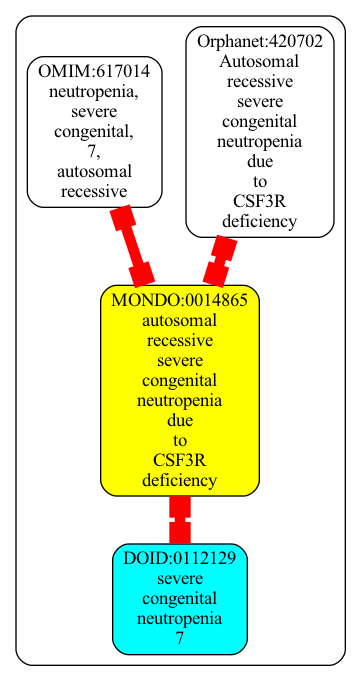 OMIM:617014
neutropenia,
severe
congenital,
7,
autosomal
recessive
Orphanet:420702
Autosomal
recessive
severe
congenital
neutropenia
due
to
CSF3R
deficiency
MONDO:0014865
autosomal
recessive
severe
congenital
neutropenia
due
to
CSF3R
deficiency
DOID:0112129
severe
congenital
neutropenia
7